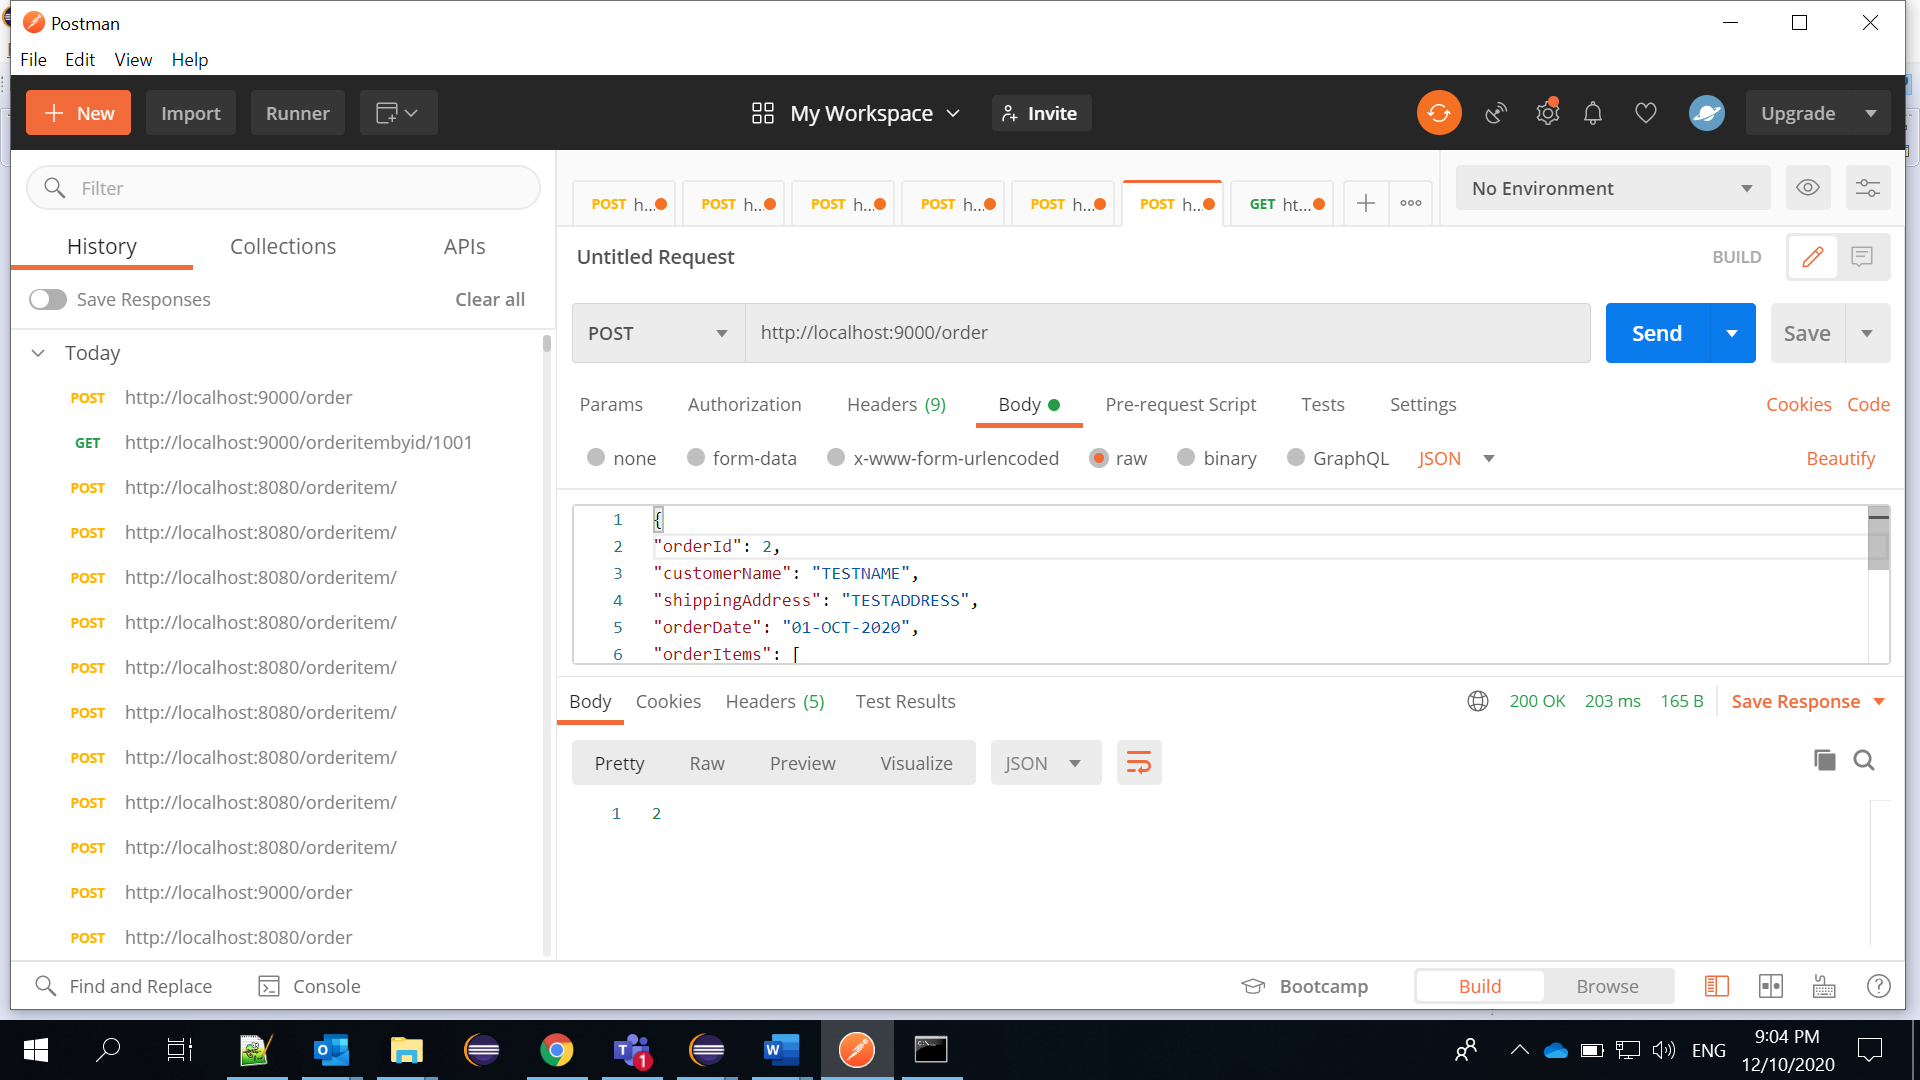 Postman
File Edit View Help
New Import Runner My Workspace Invite Upgrade
Filter
History Collections APIs
Save Responses Clear all
Today
POST http://localhost:9000/order
GET http://localhost:9000/orderitembyid/1001
POST http://localhost:8080/orderitem/
POST http://localhost:8080/orderitem/
POST http://localhost:8080/orderitem/
POST http://localhost:8080/orderitem/
POST http://localhost:8080/orderitem/
POST http://localhost:8080/orderitem/
POST http://localhost:8080/orderitem/
POST http://localhost:8080/orderitem/
POST http://localhost:8080/orderitem/
POST http://localhost:9000/order
POST http://localhost:8080/order
POST h... POST h... POST h... POST h... POST h... POST h... GET ht...
No Environment
Untitled Request BUILD
POST http://localhost:9000/order Send Save
Params Authorization Headers (9) Body Pre-request Script Tests Settings Cookies Code
none form-data x-www-form-urlencoded raw binary GraphQL JSON Beautify
1 {
2 "orderId": 2,
3 "customerName": "TESTNAME",
4 "shippingAddress": "TESTADDRESS",
5 "orderDate": "01-OCT-2020",
6 "orderItems": [
Body Cookies Headers (5) Test Results 200 OK 203 ms 165 B Save Response
Pretty Raw Preview Visualize JSON
1 2
Find and Replace Console Bootcamp Build Browse
1 ENG 9:04 PM
12/10/2020